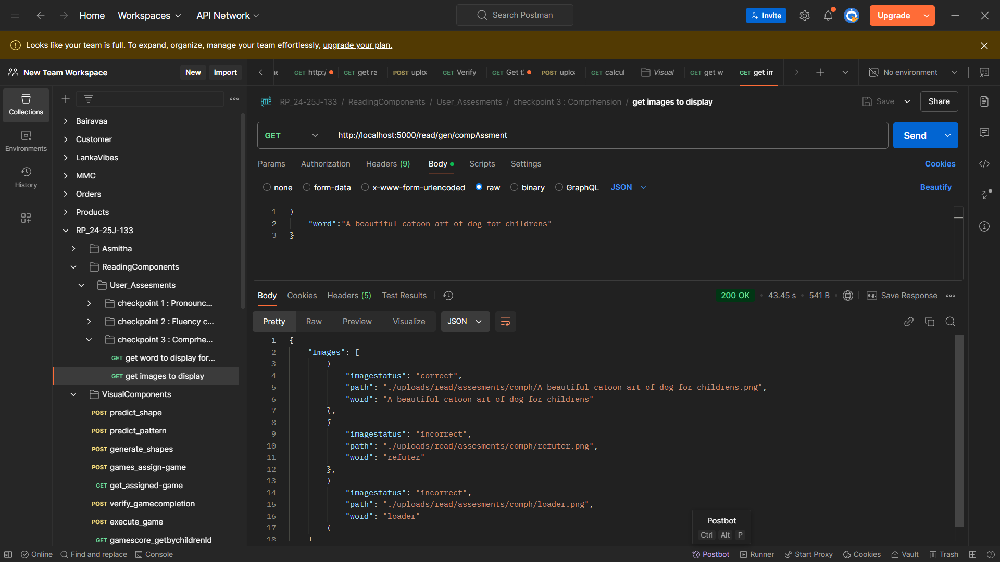 Home Workspaces API Network Search Postman Invite Upgrade
Looks like your team is full. To expand, organize, manage your team effortlessly, upgrade your plan.
New Team Workspace New Import GET http:/ GET get ra POST uploa GET Verify GET Get t POST uploa GET calcul Visual GET get w GET get im No environment
Collections
Environments
History
Bairavaa
Customer
LankaVibes
MMC
Orders
Products
RP_24-25J-133
Asmitha
ReadingComponents
User_Assesments
checkpoint 1 : Pronounc...
checkpoint 2 : Fluency c...
checkpoint 3 : Comprhe...
GET get word to display for...
GET get images to display
VisualComponents
POST predict_shape
POST predict_pattern
POST generate_shapes
POST games_assign-game
GET get_assigned-game
POST verify_gamecompletion
POST execute_game
GET gamescore_getbychildrenId
HTTP RP_24-25J-133 / ReadingComponents / User_Assesments / checkpoint 3 : Comprhension / get images to display Save Share
GET http://localhost:5000/read/gen/compAssment Send
Params Authorization Headers (9) Body Scripts Settings Cookies
none form-data x-www-form-urlencoded raw binary GraphQL JSON Beautify
1 {
2 "word":"A beautiful catoon art of dog for childrens"
3 }
Body Cookies Headers (5) Test Results 200 OK 43.45 s 541 B e.g. Save Response
Pretty Raw Preview Visualize JSON
1 {
2 "Images": [
3 {
4 "imagestatus": "correct",
5 "path": "./uploads/read/assesments/comph/A beautiful catoon art of dog for childrens.png",
6 "word": "A beautiful catoon art of dog for childrens"
7 },
8 {
9 "imagestatus": "incorrect",
10 "path": "./uploads/read/assesments/comph/refuter.png",
11 "word": "refuter"
12 },
13 {
14 "imagestatus": "incorrect",
15 "path": "./uploads/read/assesments/comph/loader.png",
16 "word": "loader"
17 }
18 ]
Postbot
Ctrl Alt P
Online Find and replace Console Postbot Runner Start Proxy Cookies Vault Trash